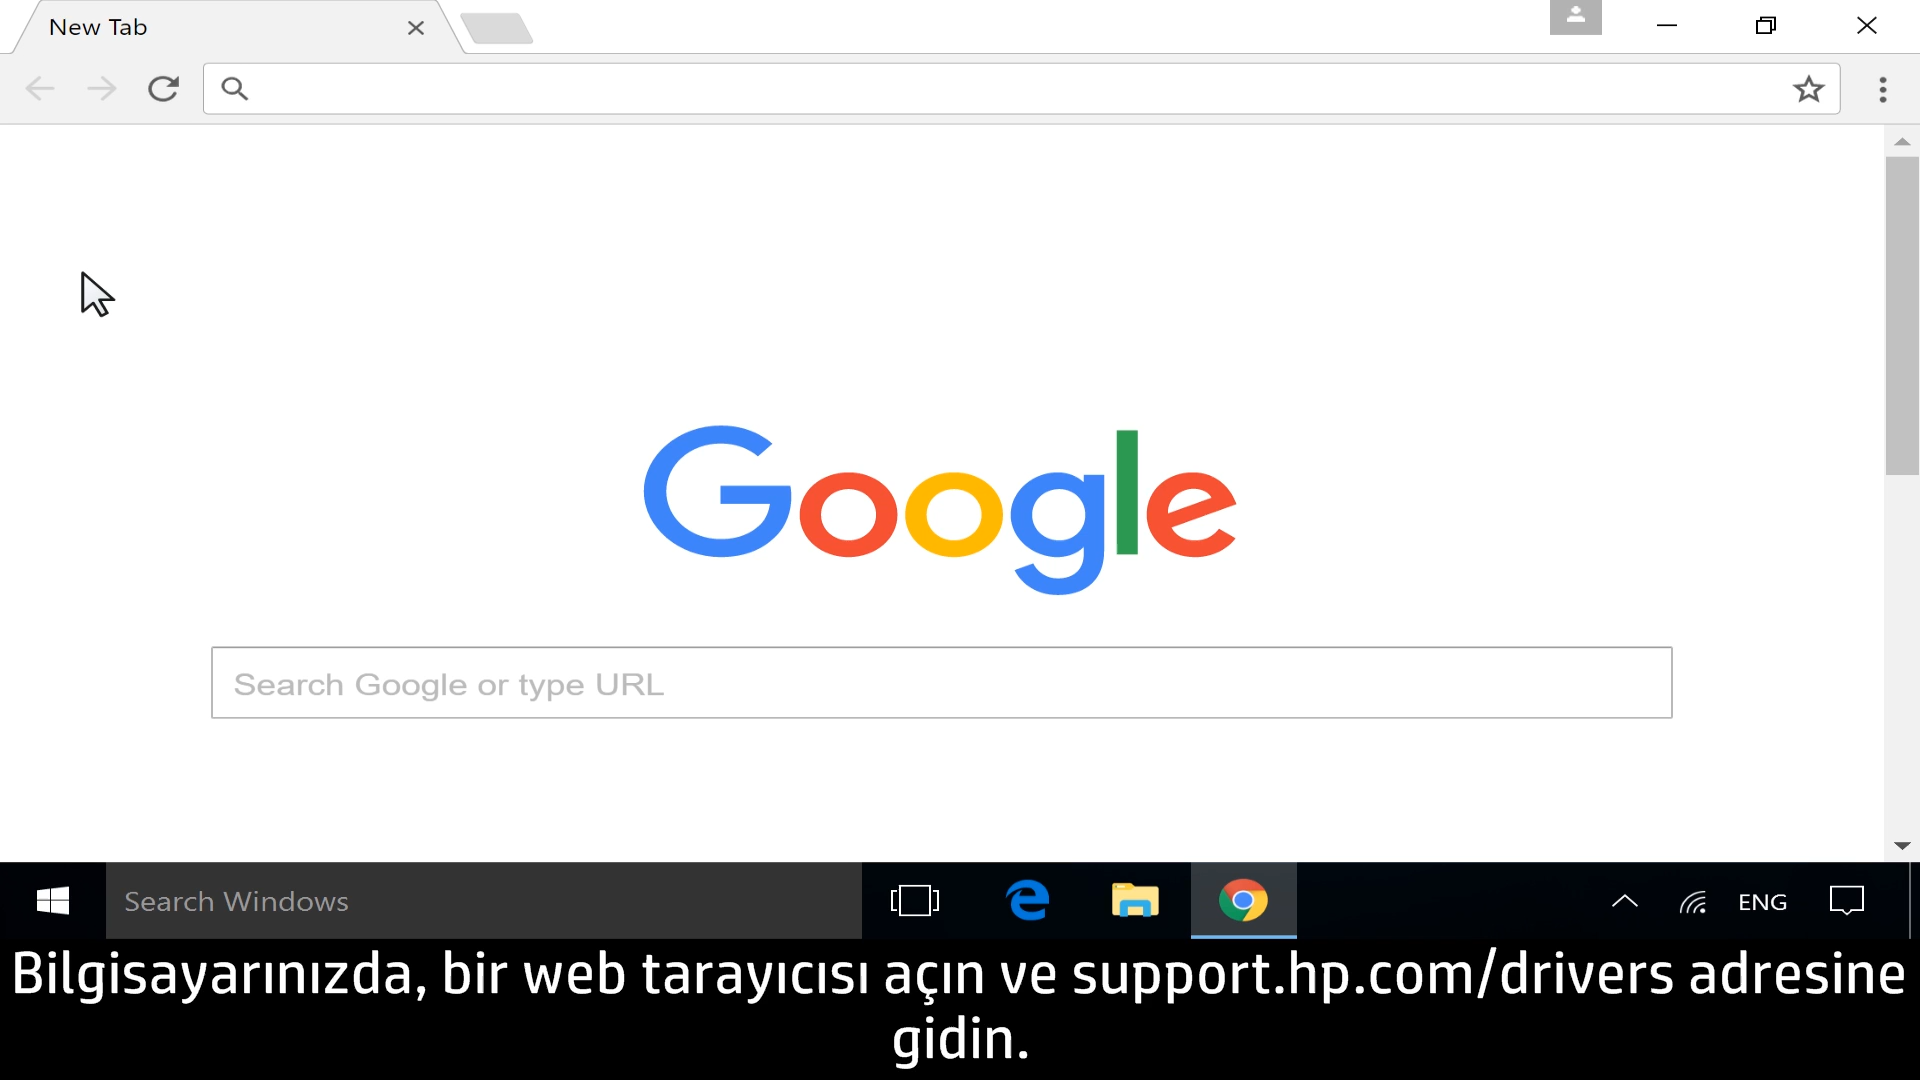 New Tab
Google
Search Google or type URL
Search Windows
ENG
Bilgisayarınızda, bir web tarayıcısı açın ve support.hp.com/drivers adresine
gidin.